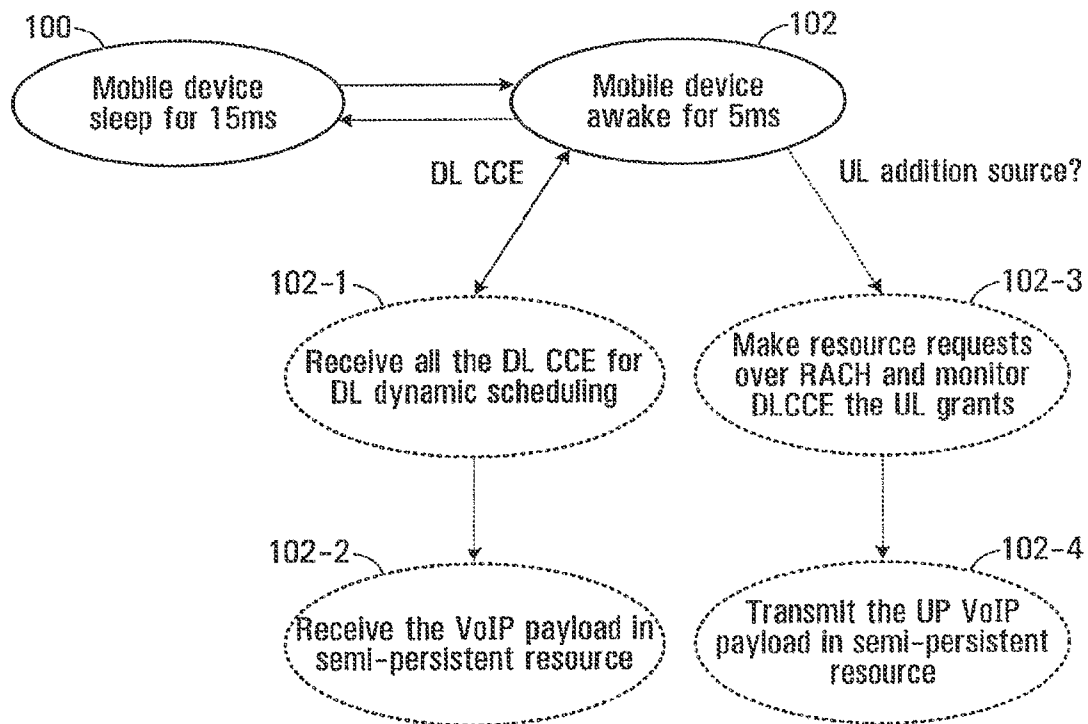 100
102
Mobile device
sleep for 15ms
Mobile device
awake for 5ms
DL CCE
UL addition source?
102-1
102-3
Receive all the DL CCE for
DL dynamic scheduling
Make resource requests
over RACH and monitor
DLCCE the UL grants
102-2
102-4
Receive the VoIP payload in
semi-persistent resource
Transmit the UP VoIP
payload in semi-persistent
resource